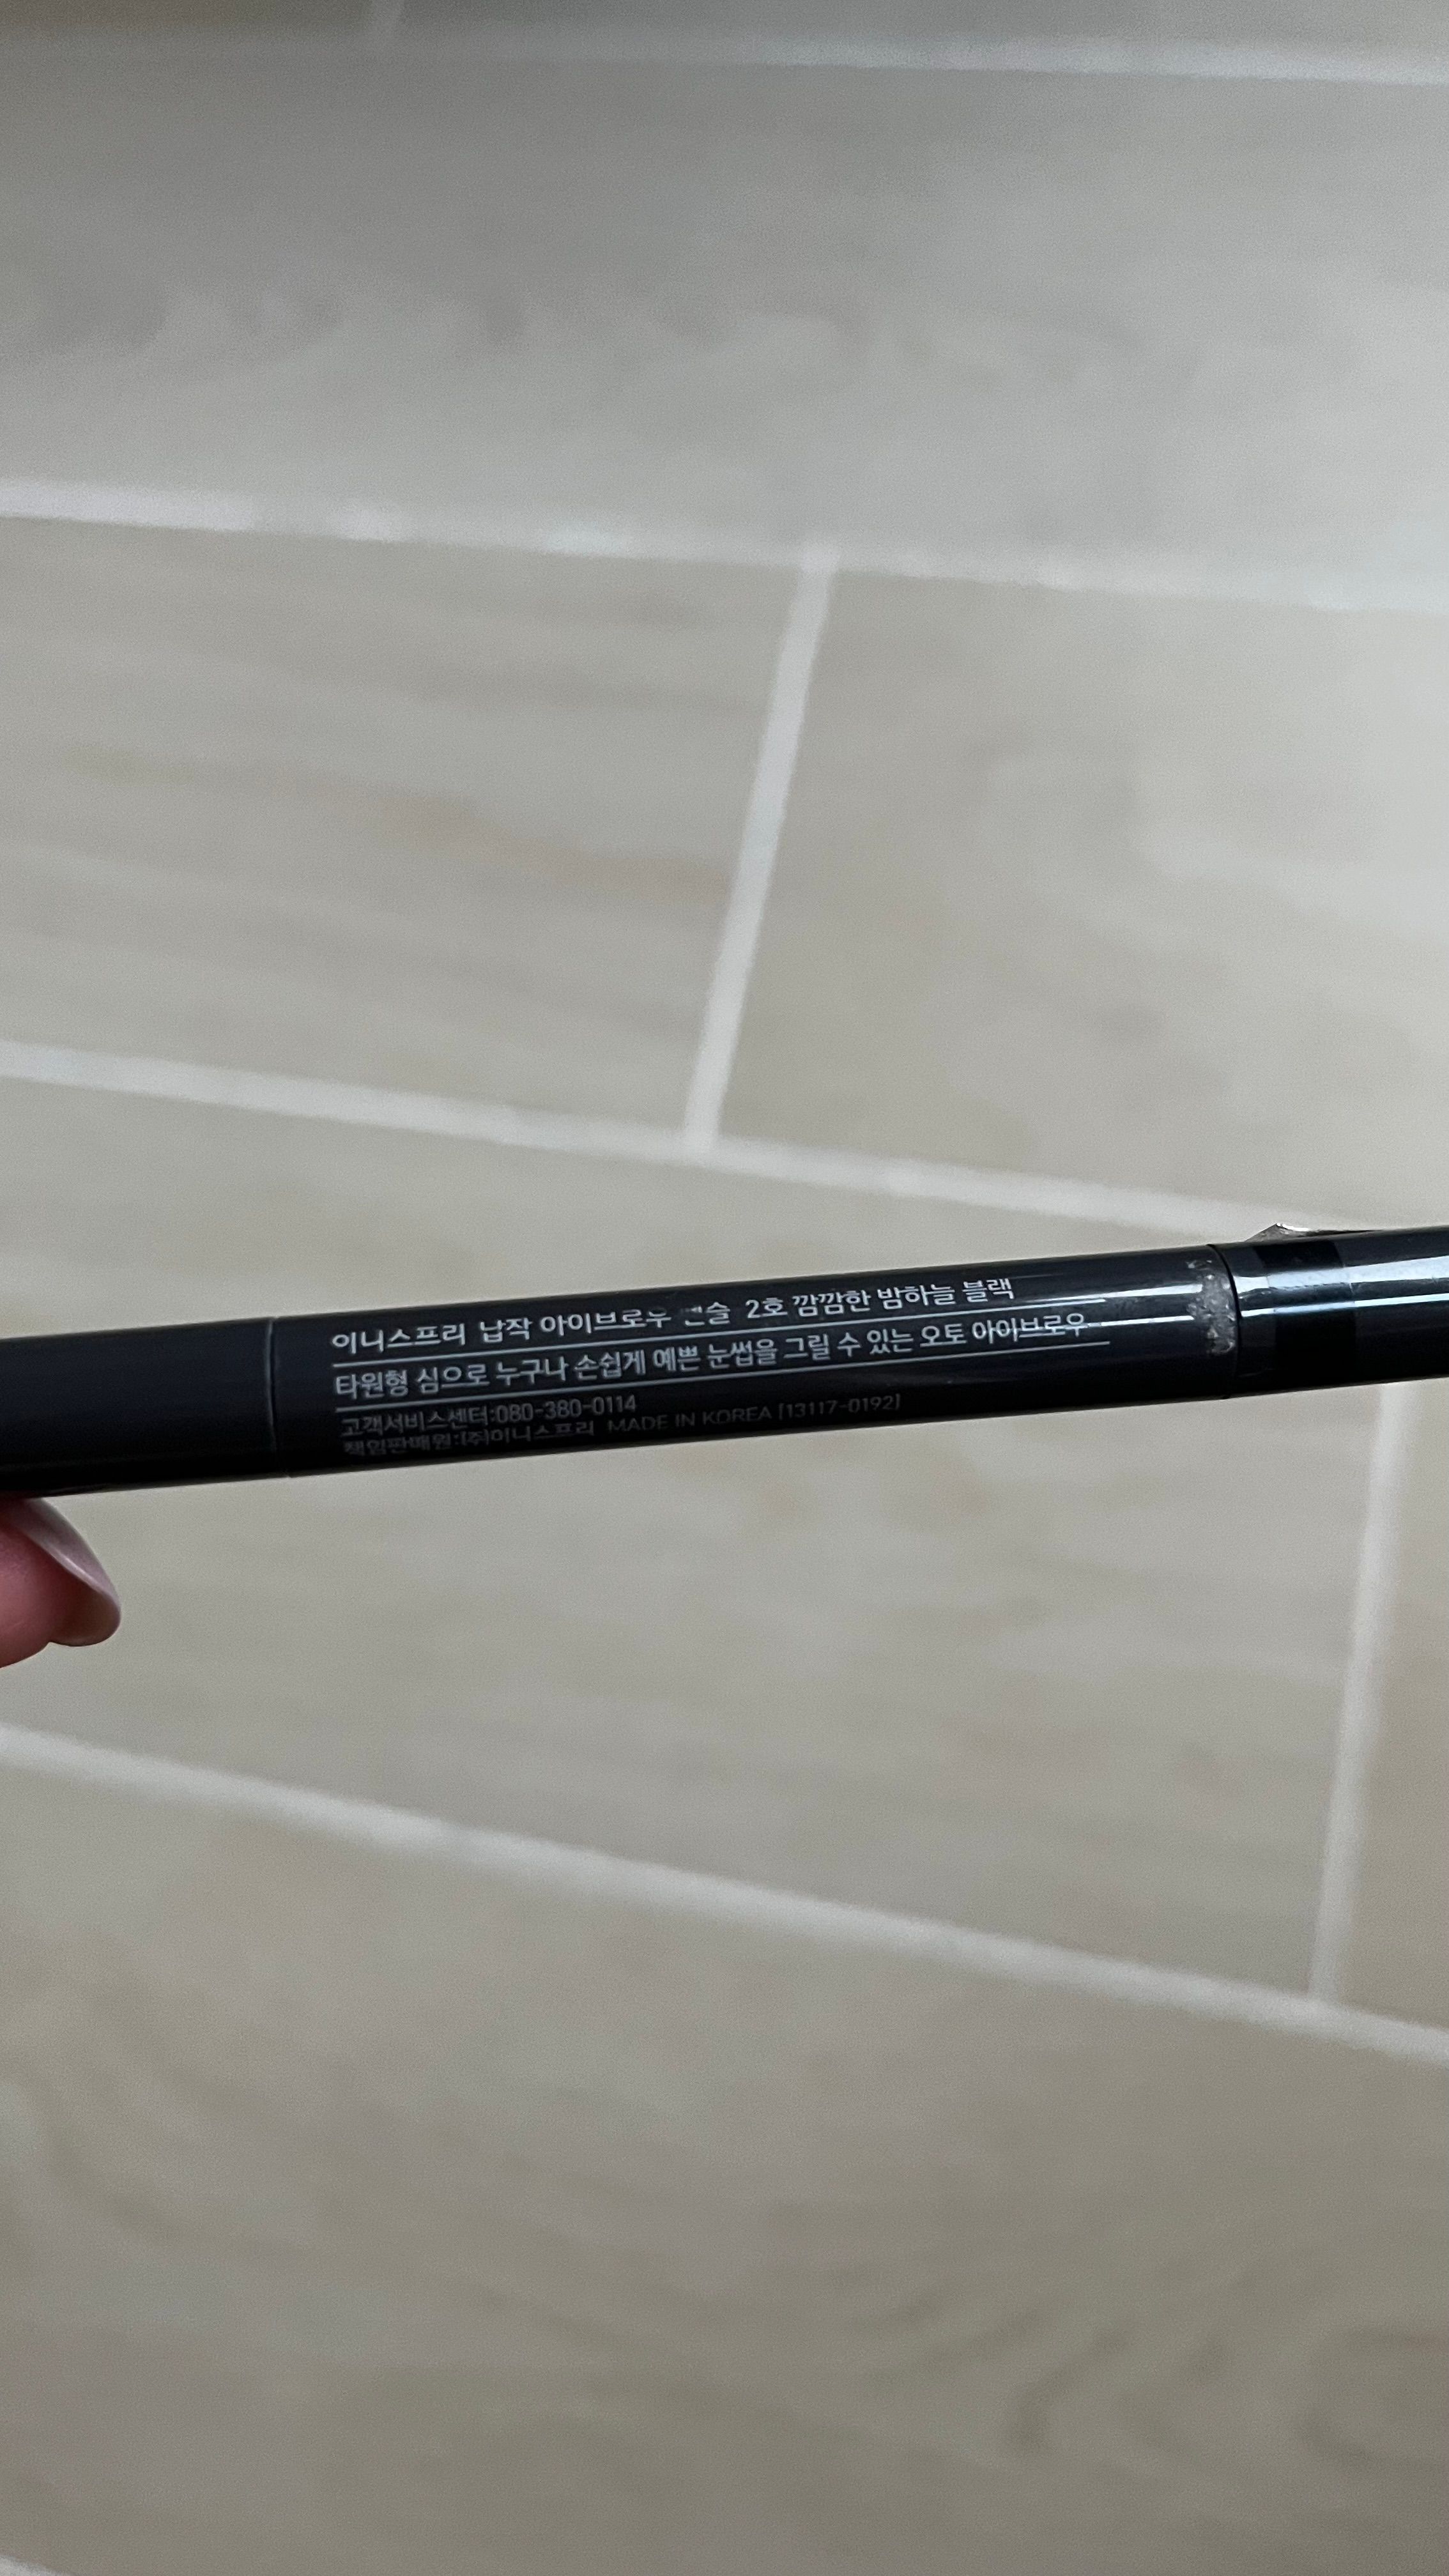 이니스프리 납작 아이브로우 2호 깜깜한 밤하늘 블랙
타원형 심으로 누구나 손쉽게 예쁜 눈썹을 그릴 수 있는 오토 아이브로우
고객서비스센터:080-380-0114
책임판매원:(주)이니스프리 MADE IN KOREA [13117-0192]